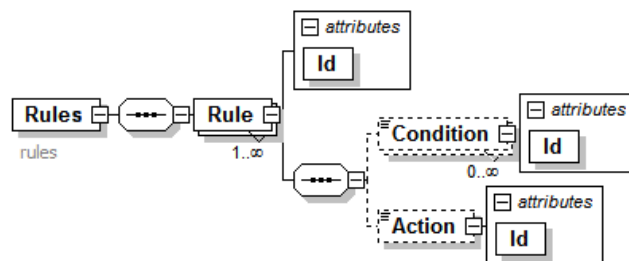 attributes
Id
Rules
Rule
rules
1..∞
attributes
Condition
Id
0..∞
attributes
Action
Id